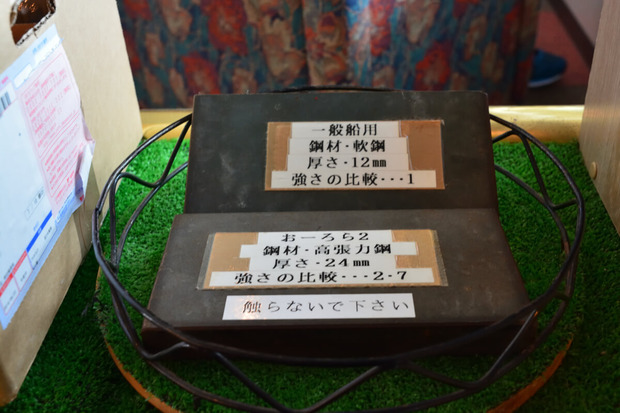 一般船用
鋼材・軟鋼
厚さ・12mm
強さの比較・・・1
おーろら2
鋼材・高張力鋼
厚さ・24mm
強さの比較・・・2・7
触らないで下さい